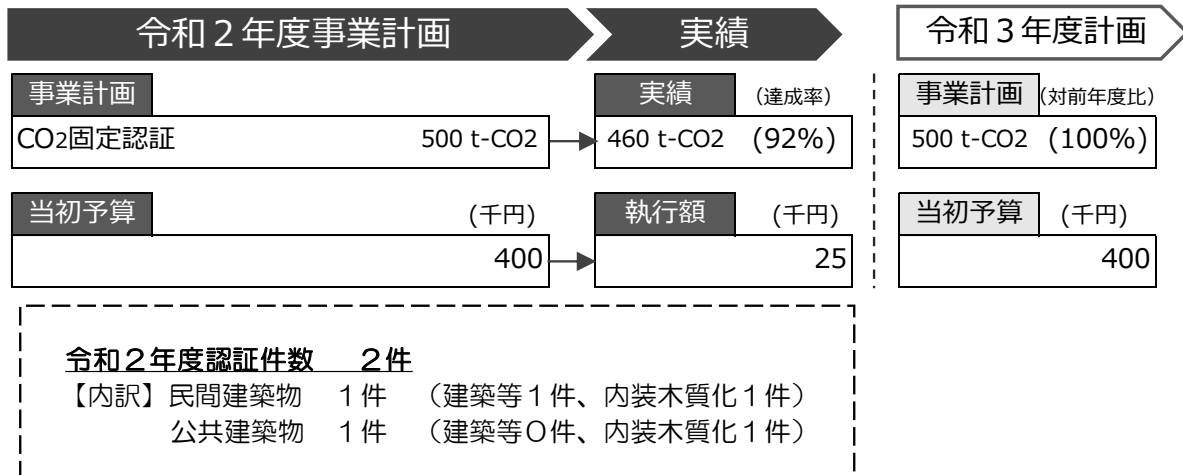 令和２年度事業計画 実績 令和３年度計画
事業計画 実績 (達成率) 事業計画 (対前年度比)
CO2固定認証 500 t-CO2 460 t-CO2 (92%) 500 t-CO2 (100%)
当初予算 (千円) 執行額 (千円) 当初予算 (千円)
400 25 400
令和２年度認証件数 ２件
【内訳】民間建築物 １件 （建築等１件、内装木質化１件）
公共建築物 １件 （建築等０件、内装木質化１件）